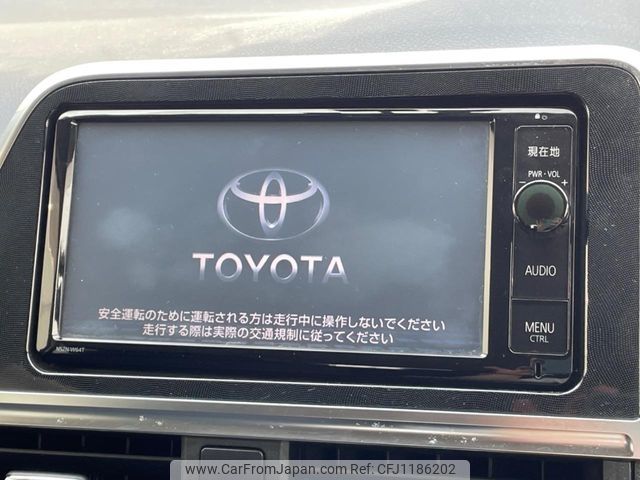 現在地
PWR・VOL
- +
AUDIO
MENU
CTRL
TOYOTA
安全運転のために運転される方は走行中に操作しないでください
走行する際は実際の交通規制に従ってください
NSZN-W64T
www.CarFromJapan.com CFJ1186202